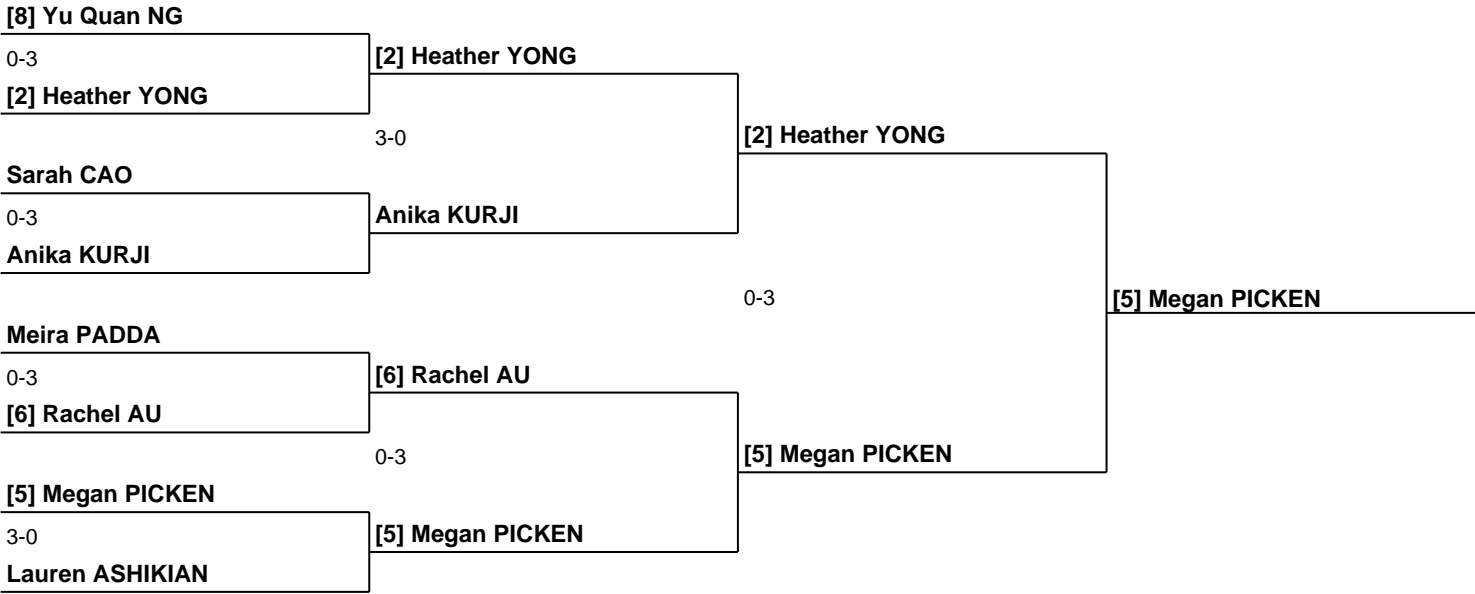 [8] Yu Quan NG
0-3
[2] Heather YONG
[2] Heather YONG
3-0
[2] Heather YONG
Sarah CAO
0-3
Anika KURJI
Anika KURJI
0-3
[5] Megan PICKEN
Meira PADDA
0-3
[6] Rachel AU
[6] Rachel AU
0-3
[5] Megan PICKEN
[5] Megan PICKEN
3-0
[5] Megan PICKEN
Lauren ASHIKIAN